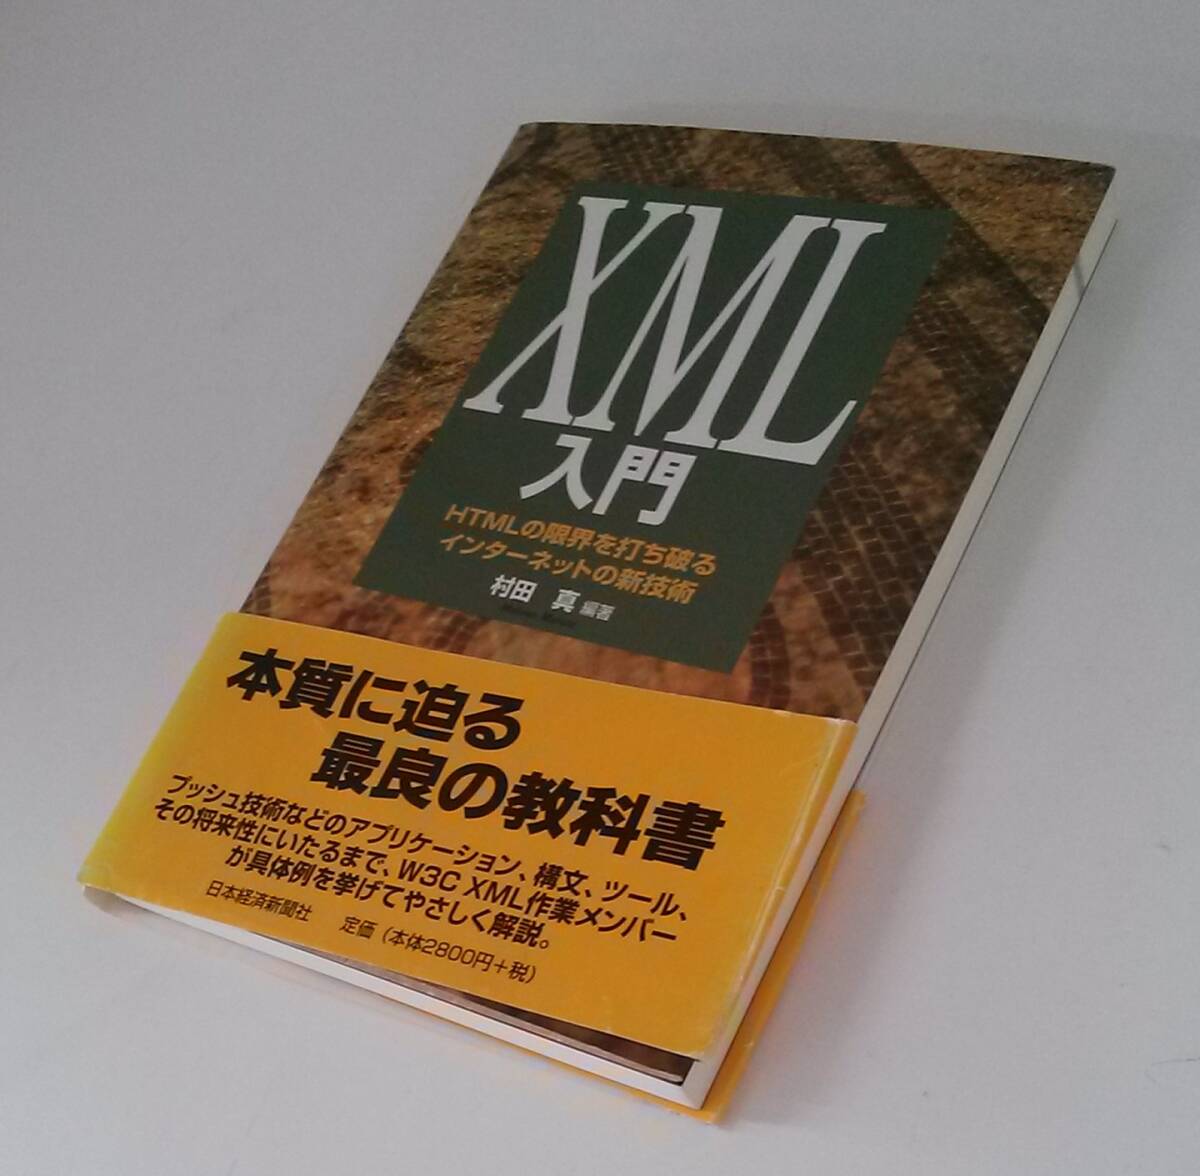 XML
入門
HTMLの限界を打ち破る
インターネットの新技術
村田 真 編著
本質に迫る
最良の教科書
プッシュ技術などのアプリケーション、構文、ツール、
その将来性にいたるまで、W3C XML作業メンバー
が具体例を挙げてやさしく解説。
日本経済新聞社 定価(本体2800円+税)